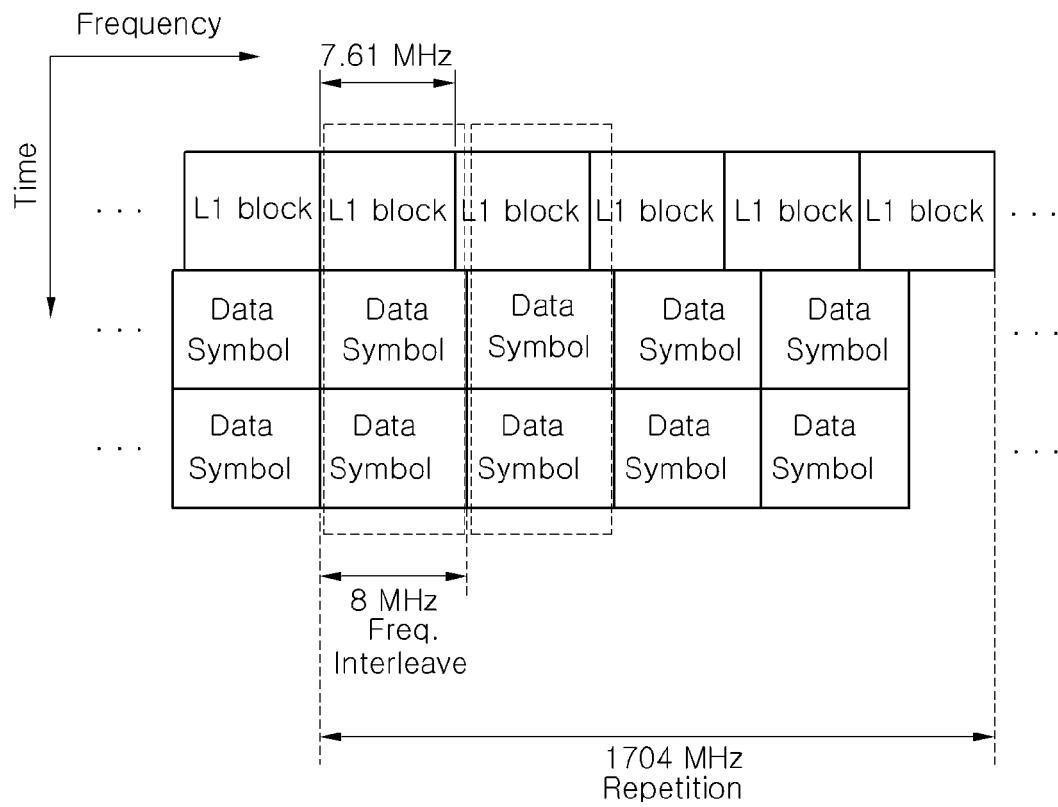 Frequency
7.61 MHz
Time
. . . L1 block L1 block L1 block L1 block L1 block L1 block . . .
Data Data Data Data Data
. . . Symbol Symbol Symbol Symbol Symbol . . .
Data Data Data Data Data
. . . Symbol Symbol Symbol Symbol Symbol . . .
8 MHz
Freq.
Interleave
1704 MHz
Repetition